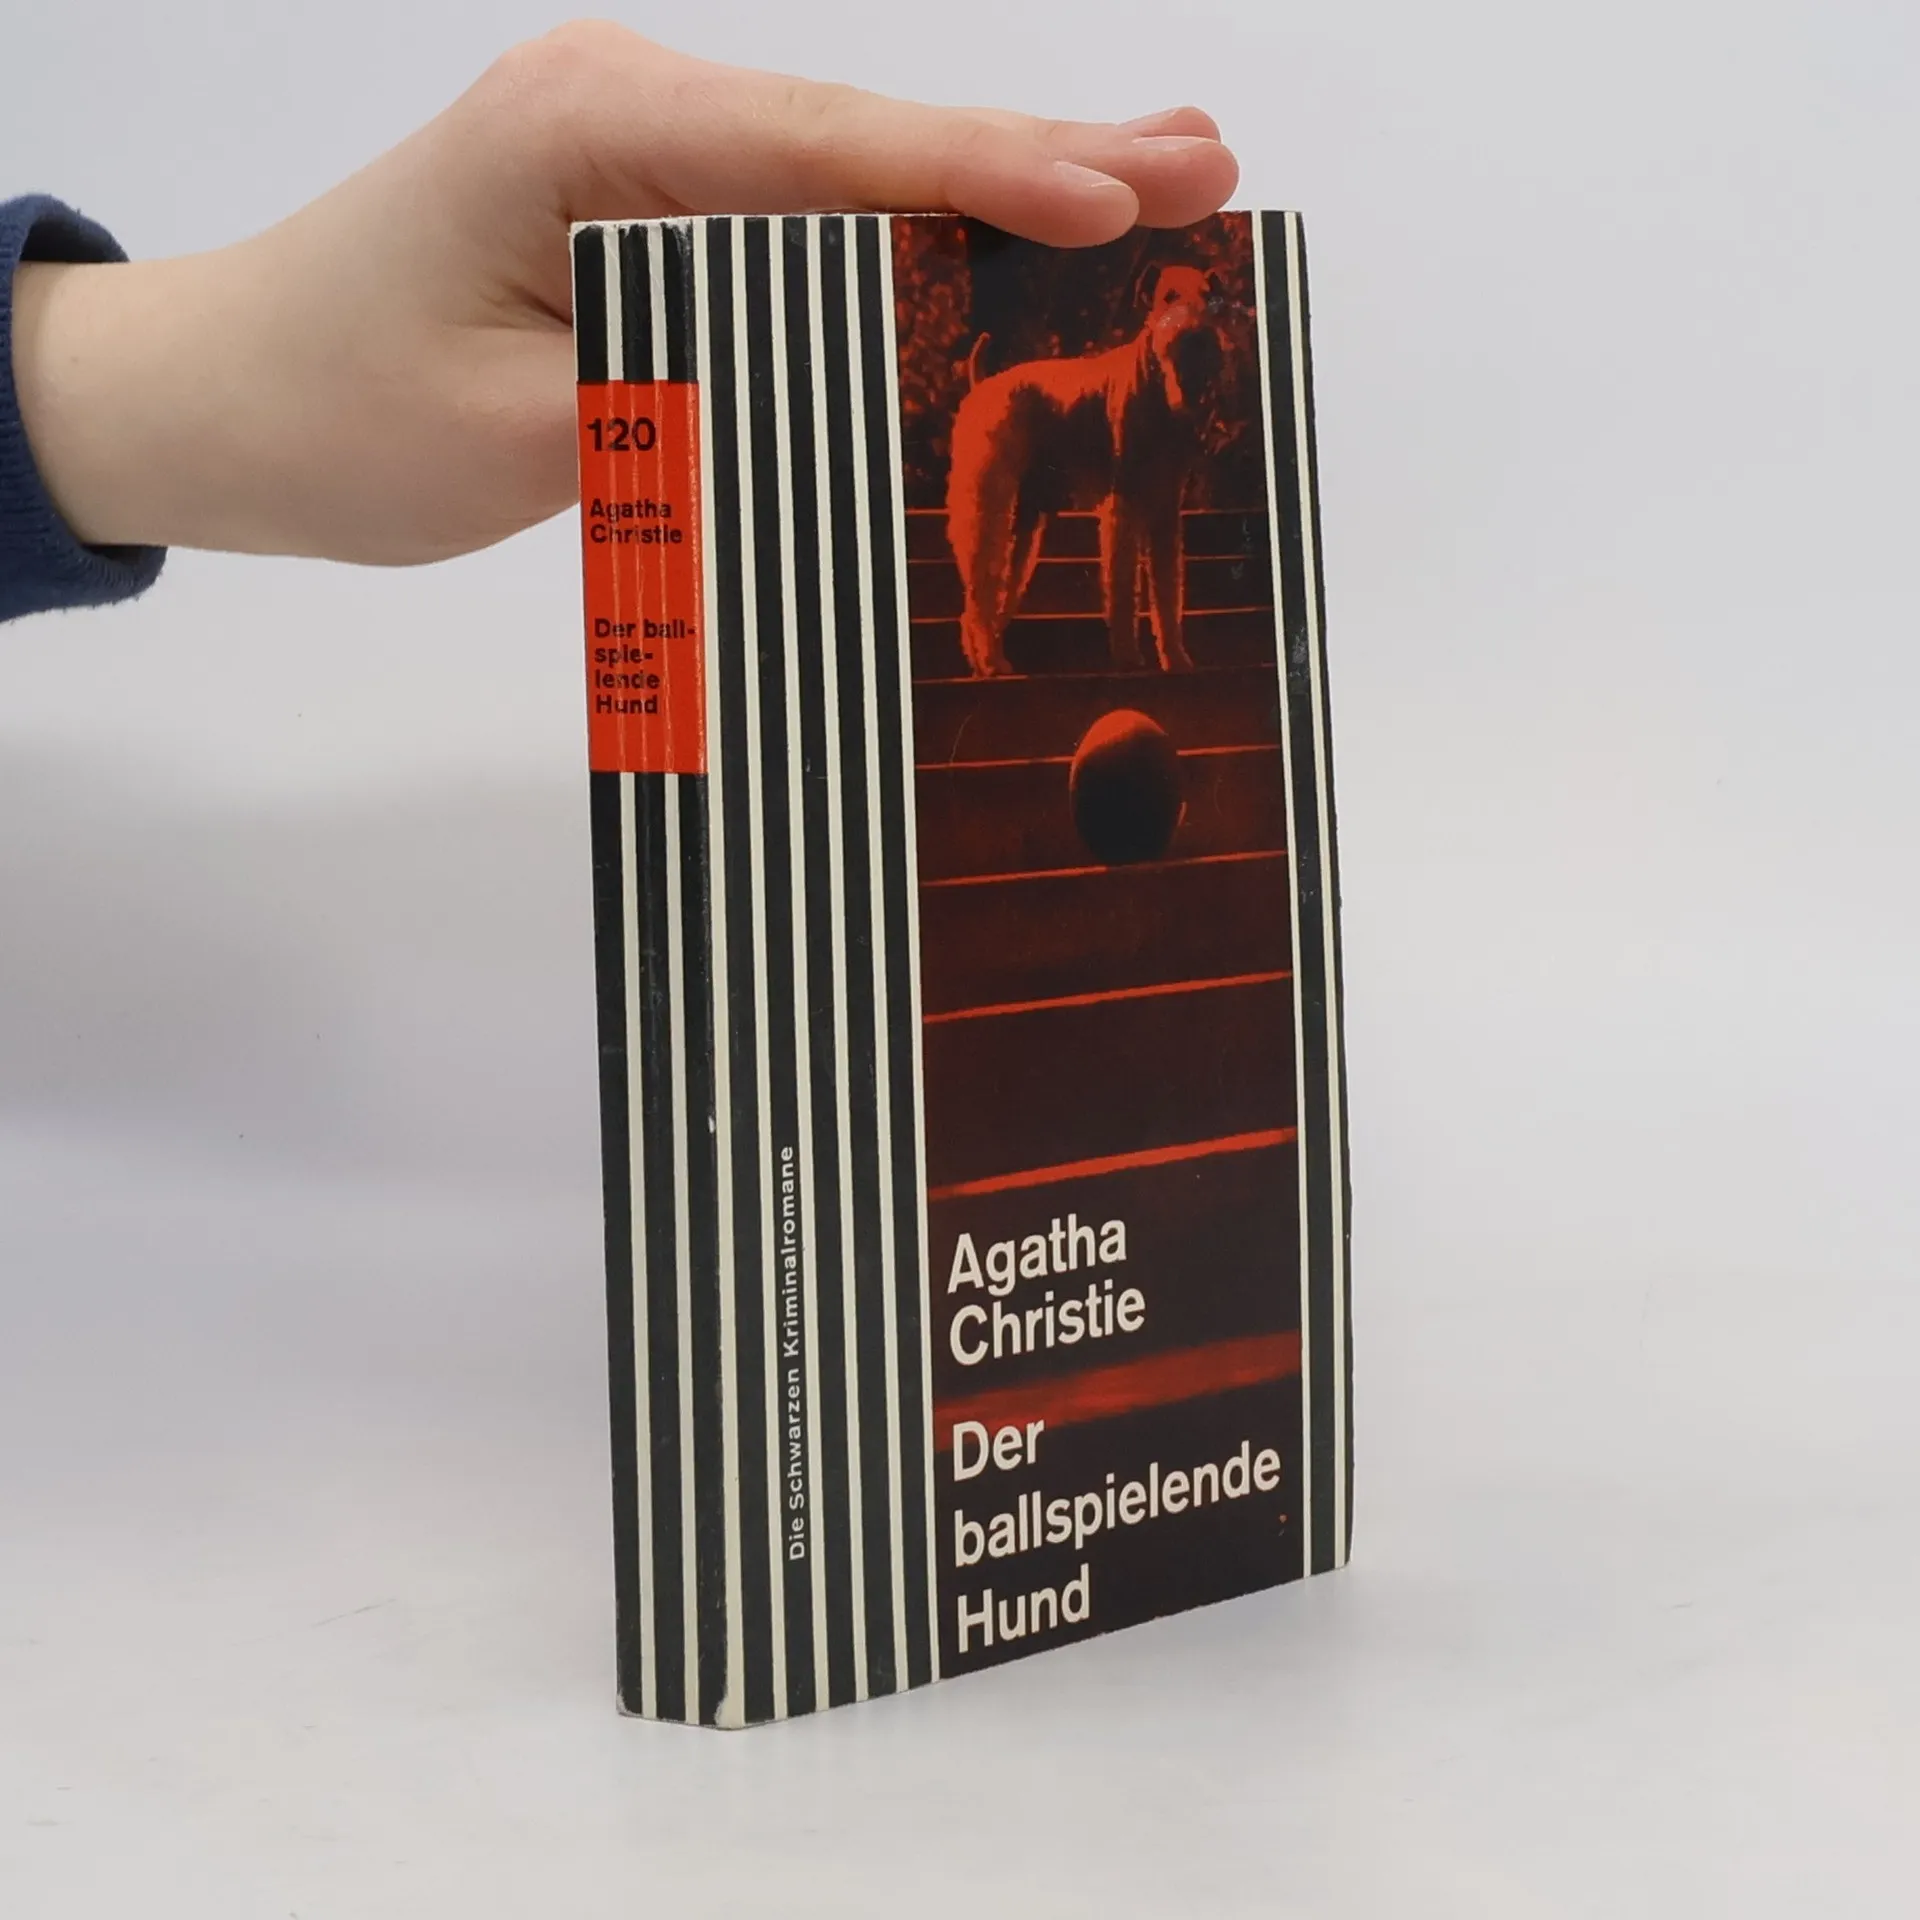 120
Agatha
Christie
Der ball-
spie-
lende
Hund
Die Schwarzen Kriminalromane
Agatha
Christie
Der
ballspielende
Hund